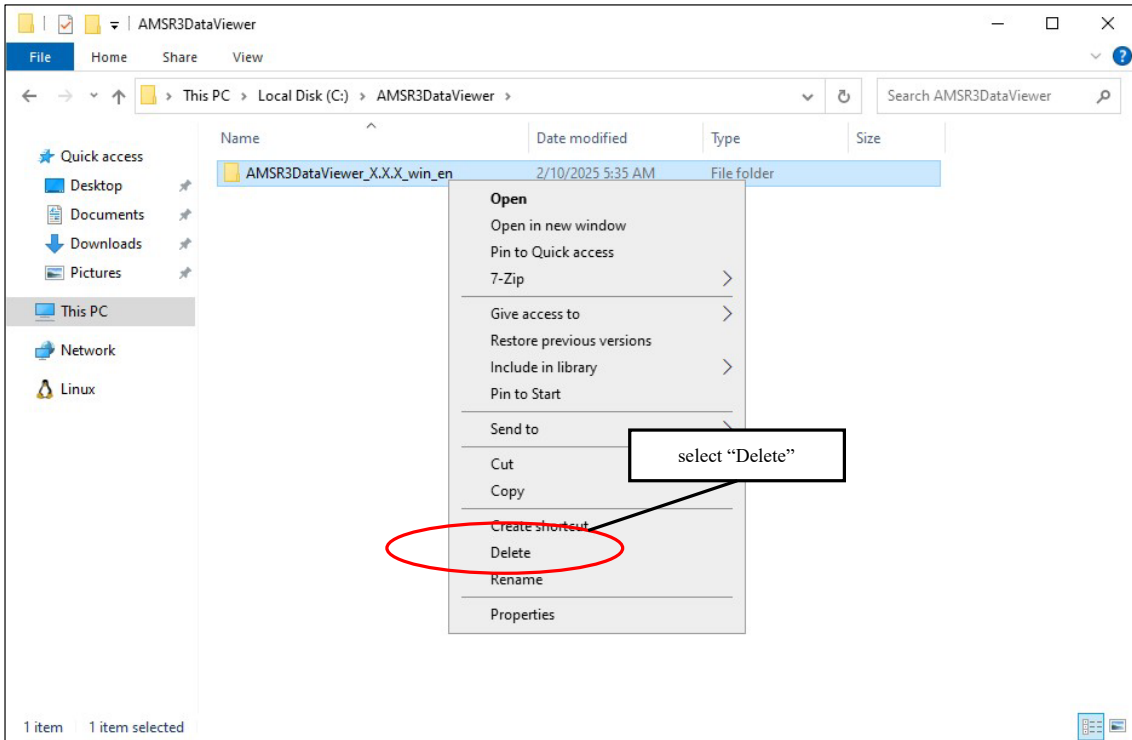 AMSR3DataViewer
File Home Share View
This PC > Local Disk (C:) > AMSR3DataViewer >
Search AMSR3DataViewer
Name Date modified Type Size
Quick access
Desktop
Documents
Downloads
Pictures
This PC
Network
Linux
AMSR3DataViewer_X.X.X_win_en 2/10/2025 5:35 AM File folder
Open
Open in new window
Pin to Quick access
7-Zip
Give access to
Restore previous versions
Include in library
Pin to Start
Send to
select “Delete”
Cut
Copy
Create shortcut
Delete
Rename
Properties
1 item 1 item selected